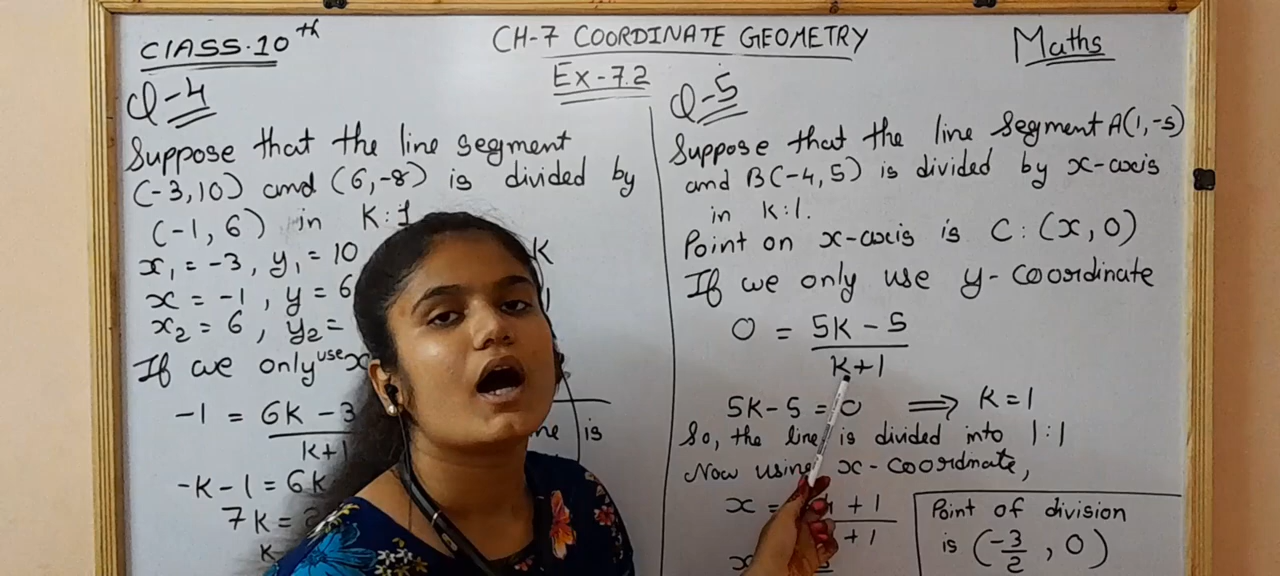 CLASS.10th
CH-7 COORDINATE GEOMETRY
Maths
Ex-7.2
Q-4
Suppose that the line segment
(-3,10) and (6,-8) is divided by
(-1,6) in K:1
x₁ = -3, y₁ = 10
K
x = -1, y = 6
x₂ = 6, y₂ =
If we only use x
-1 = 6K - 3
K+1
is
-K-1 = 6K
7K =
K
Q-5
Suppose that the line segment A(1,-5)
and B(-4,5) is divided by x-axis
in K:1.
Point on x-axis is C:(x,0)
If we only use y-coordinate
0 = 5K - 5
K+1
5K-5 = 0 ⟹ K=1
So, the line is divided into 1:1
Now using x-coordinate,
x = + 1
+1
x
Point of division
is (-3/2, 0)